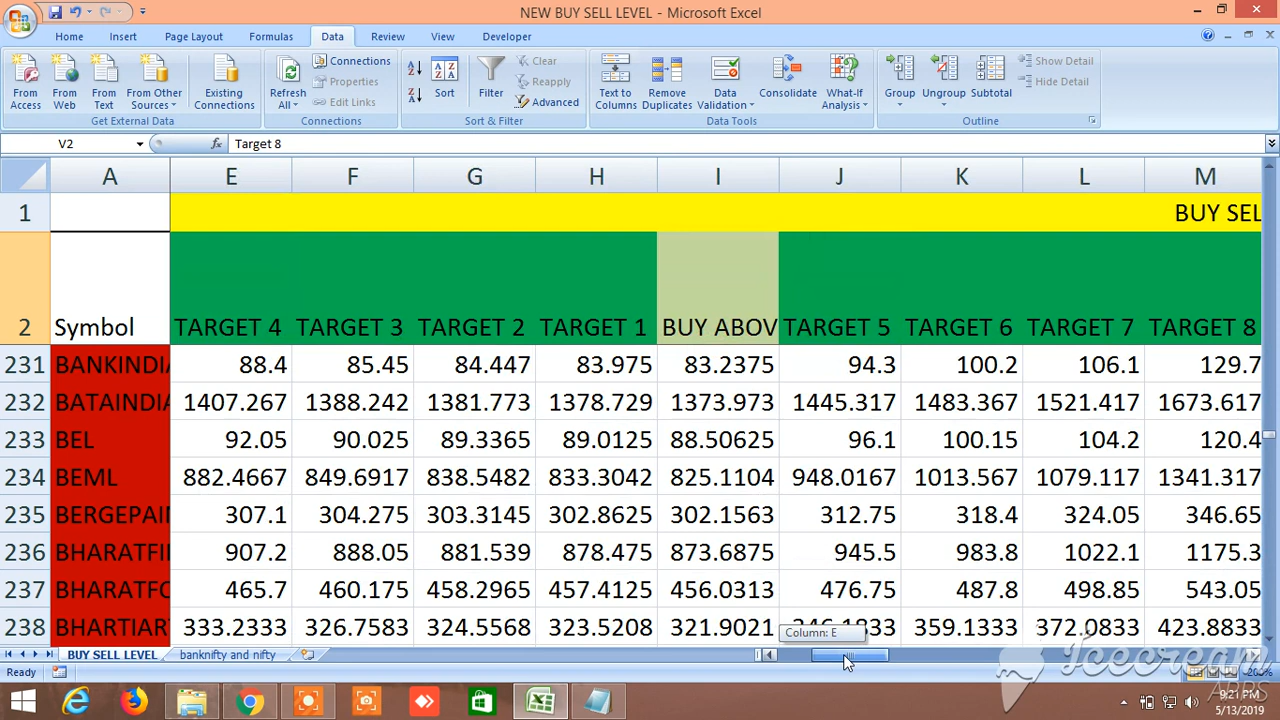 NEW BUY SELL LEVEL - Microsoft Excel
Home Insert Page Layout Formulas Data Review View Developer
From Access From Web From Text From Other Sources Existing Connections
Get External Data
Refresh All Connections Properties Edit Links
Connections
Sort Filter Clear Reapply Advanced
Sort & Filter
Text to Columns Remove Duplicates Data Validation Consolidate What-If Analysis
Data Tools
Group Ungroup Subtotal Show Detail Hide Detail
Outline
V2 fx Target 8
A E F G H I J K L M
1 BUY SEL
2 Symbol TARGET 4 TARGET 3 TARGET 2 TARGET 1 BUY ABOV TARGET 5 TARGET 6 TARGET 7 TARGET 8
231 BANKINDIA 88.4 85.45 84.447 83.975 83.2375 94.3 100.2 106.1 129.7
232 BATAINDIA 1407.267 1388.242 1381.773 1378.729 1373.973 1445.317 1483.367 1521.417 1673.617
233 BEL 92.05 90.025 89.3365 89.0125 88.50625 96.1 100.15 104.2 120.4
234 BEML 882.4667 849.6917 838.5482 833.3042 825.1104 948.0167 1013.567 1079.117 1341.317
235 BERGEPAI 307.1 304.275 303.3145 302.8625 302.1563 312.75 318.4 324.05 346.65
236 BHARATFI 907.2 888.05 881.539 878.475 873.6875 945.5 983.8 1022.1 1175.3
237 BHARATFO 465.7 460.175 458.2965 457.4125 456.0313 476.75 487.8 498.85 543.05
238 BHARTIAR 333.2333 326.7583 324.5568 323.5208 321.9021 346.1833 359.1333 372.0833 423.8833
Column: E
BUY SELL LEVEL banknifty and nifty
Ready 200%
Icecream
APPS
9:21 PM
5/13/2019